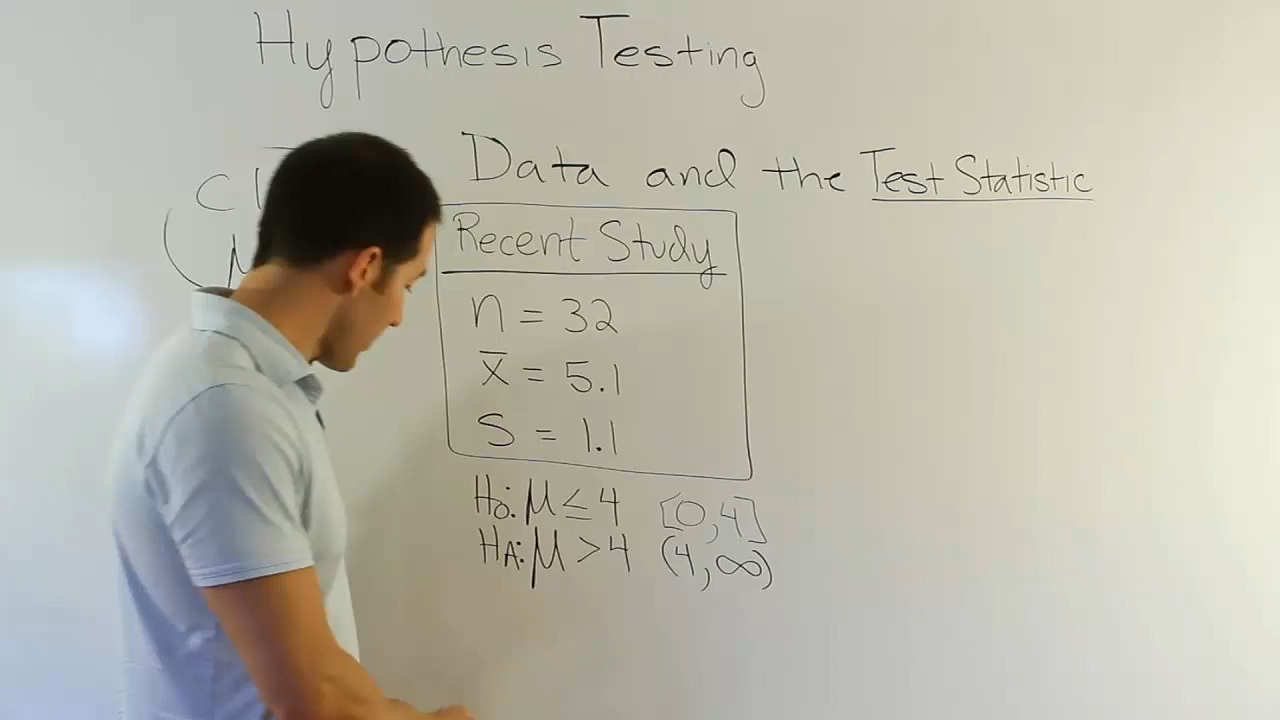 Hypothesis Testing
Data and the Test Statistic
Recent Study
n = 32
x̄ = 5.1
S = 1.1
H₀: μ ≤ 4 [0,4]
Hₐ: μ > 4 (4,∞)